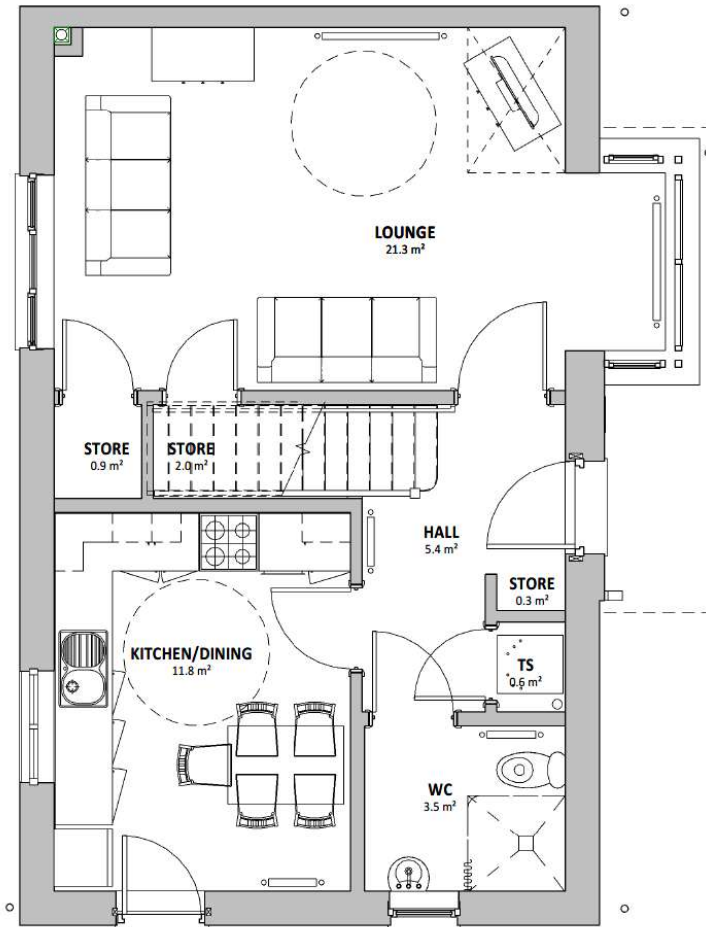 LOUNGE
21.3 m²
STORE
0.9 m²
STORE
2.0 m²
HALL
5.4 m²
STORE
0.3 m²
KITCHEN/DINING
11.8 m²
TS
0.6 m²
WC
3.5 m²